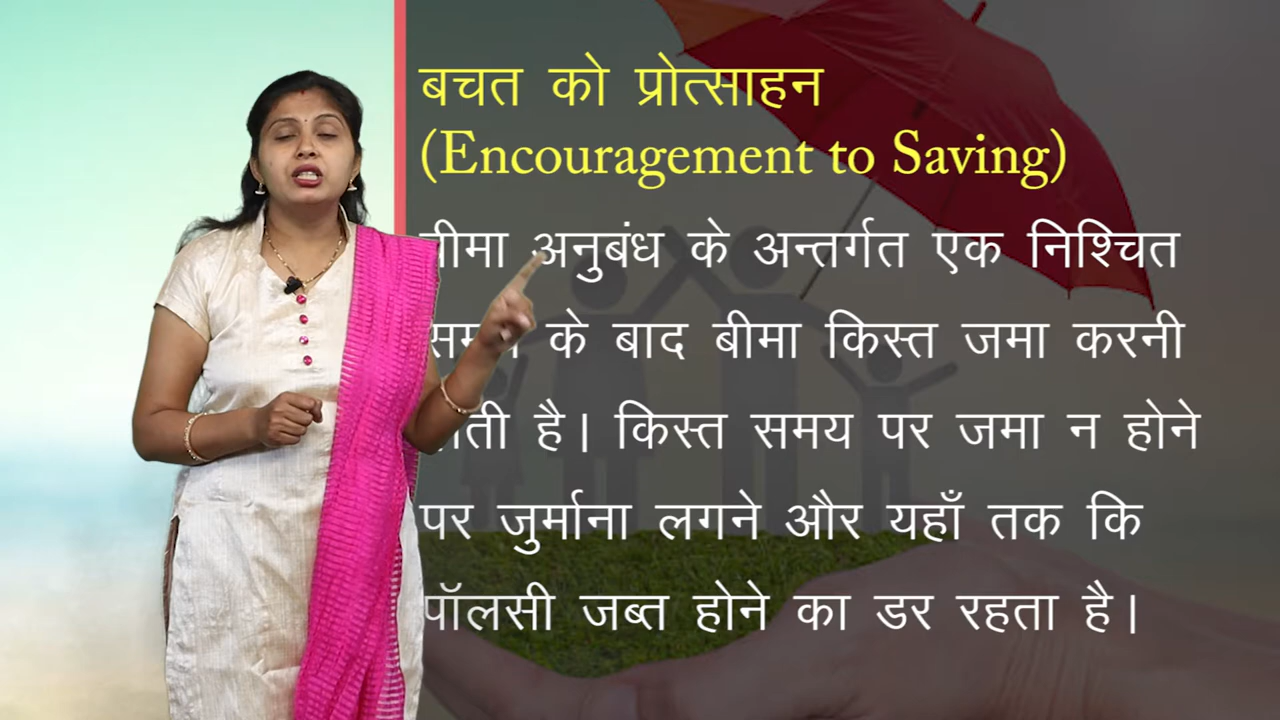 बचत को प्रोत्साहन
(Encouragement to Saving)
बीमा अनुबंध के अन्तर्गत एक निश्चित
के बाद बीमा किस्त जमा करनी
है। किस्त समय पर जमा न होने
पर जुर्माना लगने और यहाँ तक कि
पॉलसी जब्त होने का डर रहता है।